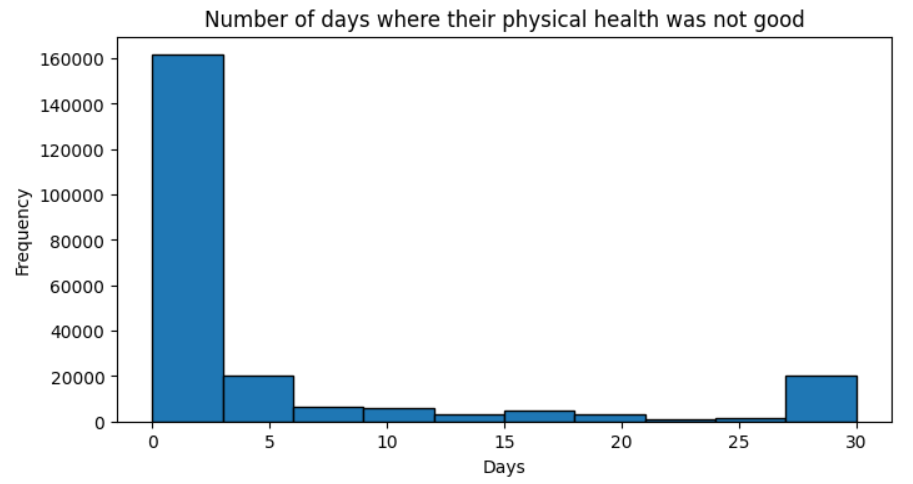 Number of days where their physical health was not good
160000
140000
120000
100000
80000
60000
40000
20000
0
Frequency
0 5 10 15 20 25 30
Days